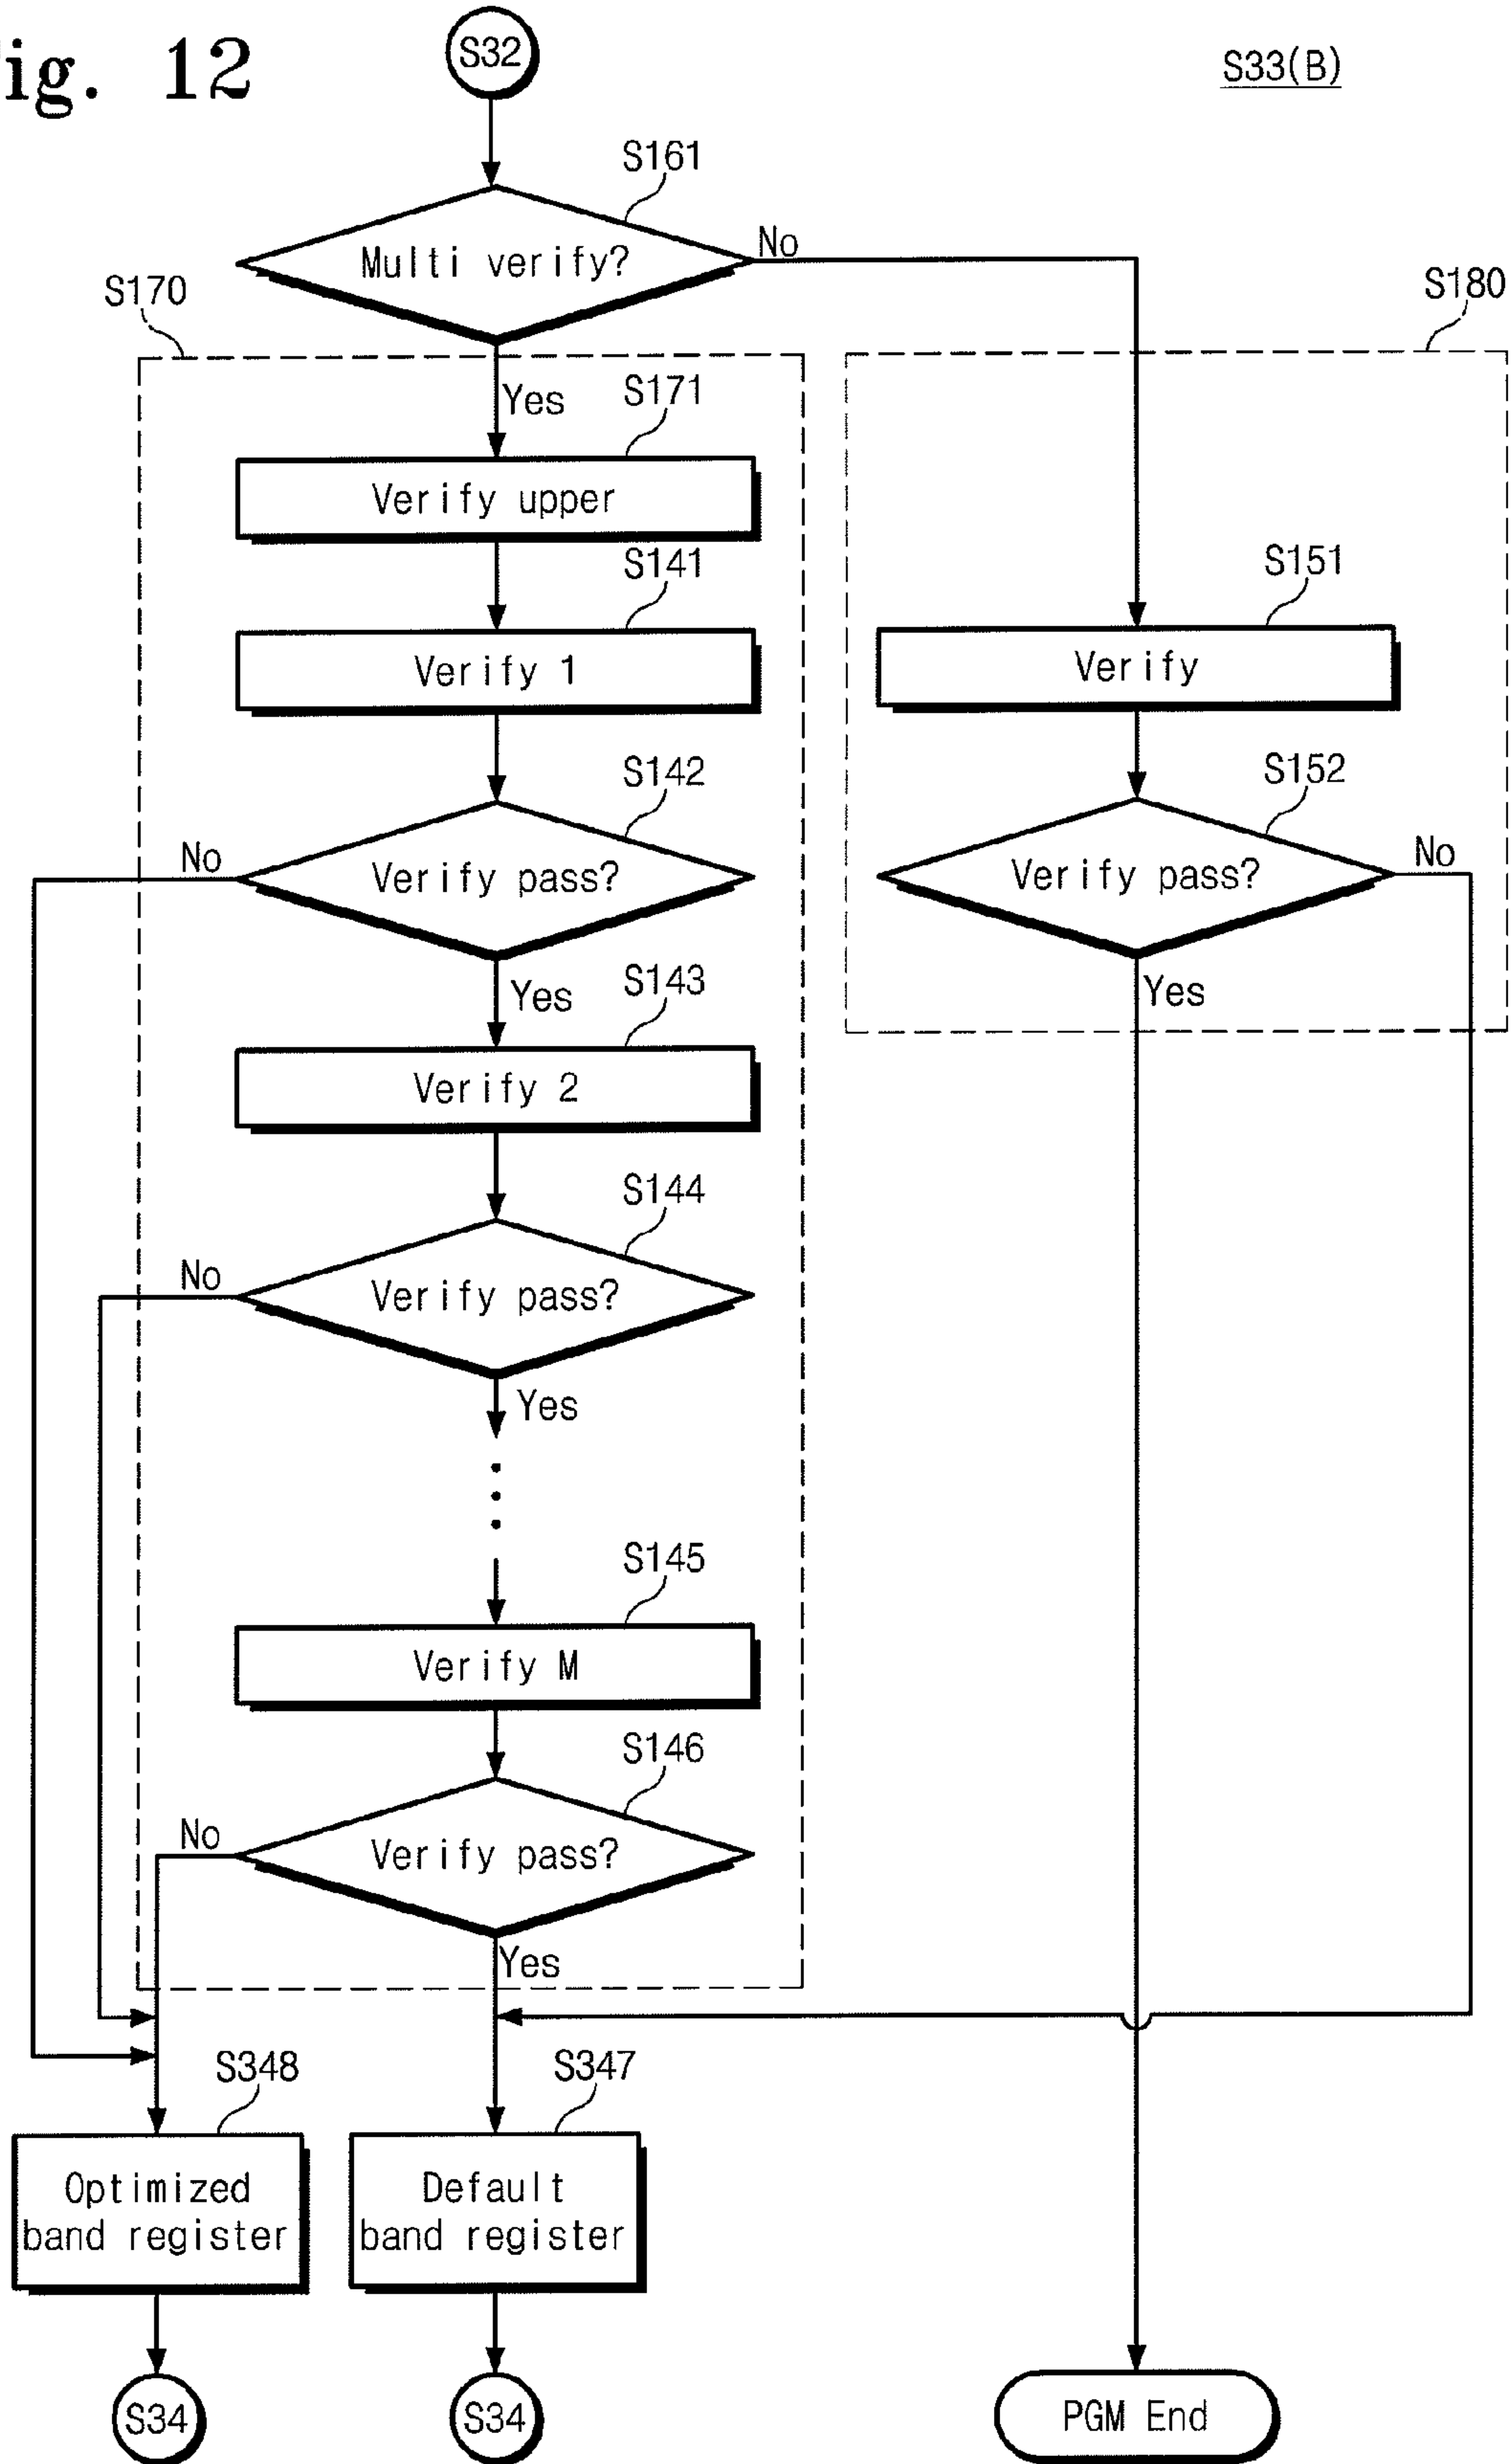 ig. 12
S32
S33(B)
S161
Multi verify?
No
S170
S180
Yes
S171
Verify upper
S141
Verify 1
S151
Verify
S142
No
Verify pass?
S152
Verify pass?
No
Yes
S143
Yes
Verify 2
S144
No
Verify pass?
Yes
S145
Verify M
S146
No
Verify pass?
Yes
S348
S347
Optimized
band register
Default
band register
S34
S34
PGM End